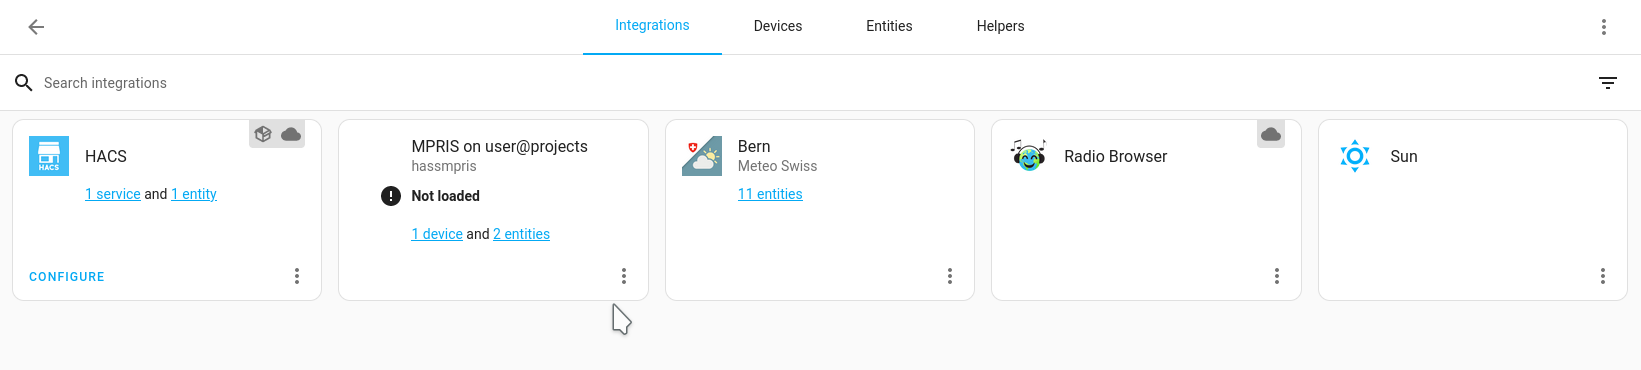 Integrations
Devices
Entities
Helpers
Search integrations
HACS
HACS
1 service and 1 entity
CONFIGURE
MPRIS on user@projects
hassmpris
Not loaded
1 device and 2 entities
Bern
Meteo Swiss
11 entities
Radio Browser
Sun